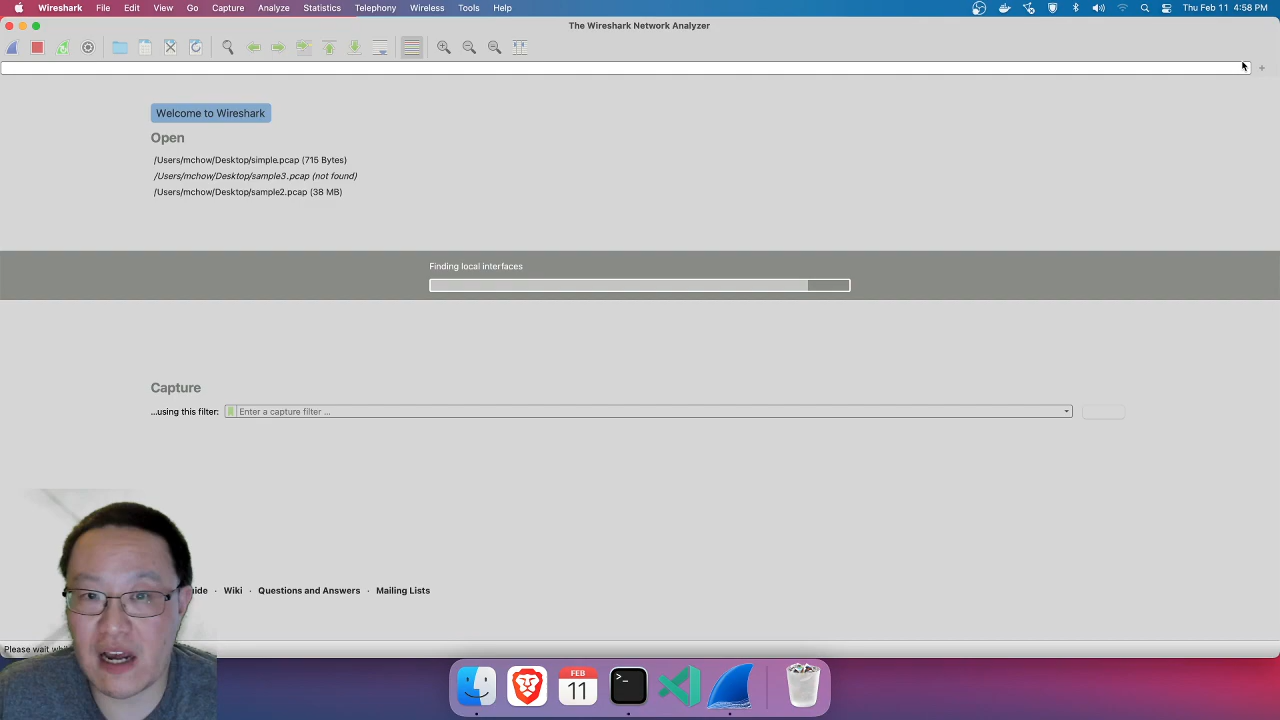 Wireshark File Edit View Go Capture Analyze Statistics Telephony Wireless Tools Help Thu Feb 11 4:58 PM
The Wireshark Network Analyzer
Welcome to Wireshark
Open
/Users/mchow/Desktop/simple.pcap (715 Bytes)
/Users/mchow/Desktop/sample3.pcap (not found)
/Users/mchow/Desktop/sample2.pcap (38 MB)
Finding local interfaces
Capture
...using this filter: Enter a capture filter ...
· Wiki · Questions and Answers · Mailing Lists
Please wait
FEB
11